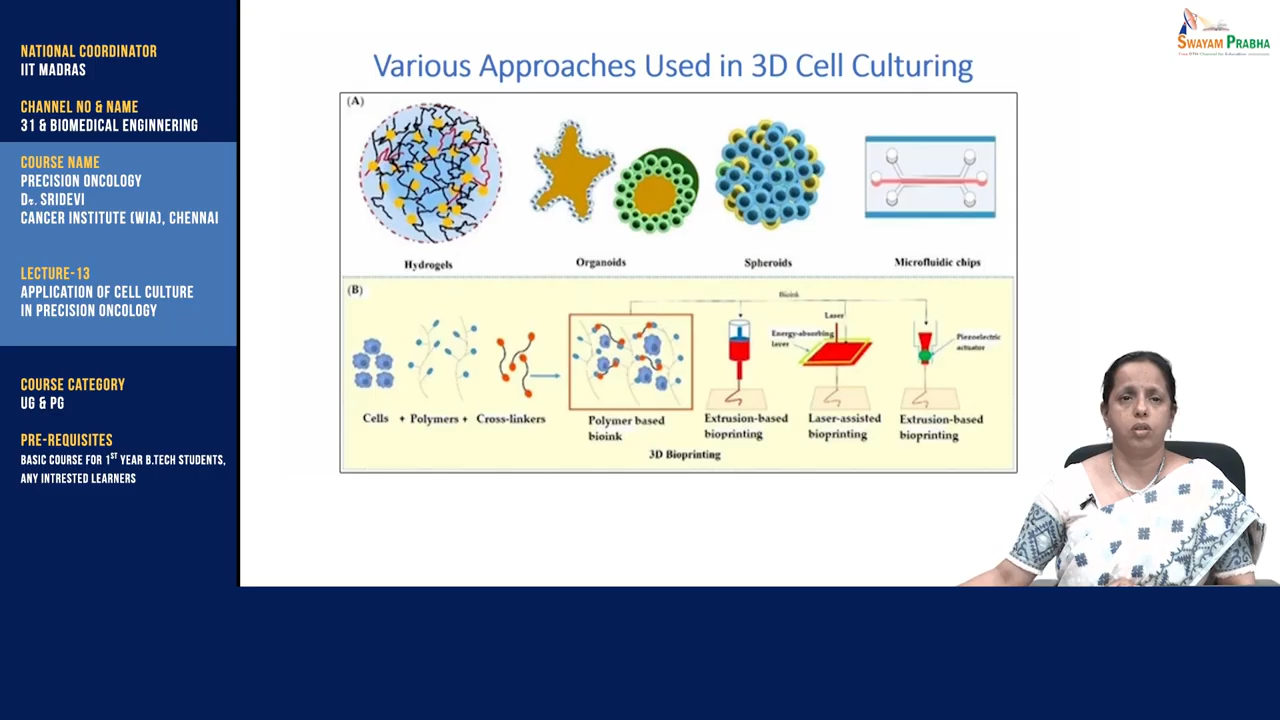 NATIONAL COORDINATOR
IIT MADRAS
CHANNEL NO & NAME
31 & BIOMEDICAL ENGINNERING
COURSE NAME
PRECISION ONCOLOGY
DR. SRIDEVI
CANCER INSTITUTE (WIA), CHENNAI
LECTURE-13
APPLICATION OF CELL CULTURE
IN PRECISION ONCOLOGY
COURSE CATEGORY
UG & PG
PRE-REQUISITES
BASIC COURSE FOR 1ST YEAR B.TECH STUDENTS,
ANY INTRESTED LEARNERS
SWAYAM PRABHA
Various Approaches Used in 3D Cell Culturing
(A)
Hydrogels
Organoids
Spheroids
Microfluidic chips
(B)
Bioink
Laser
Energy-absorbing
layer
Piezoelectric
actuator
Cells + Polymers + Cross-linkers
Polymer based
bioink
Extrusion-based
bioprinting
Laser-assisted
bioprinting
Extrusion-based
bioprinting
3D Bioprinting